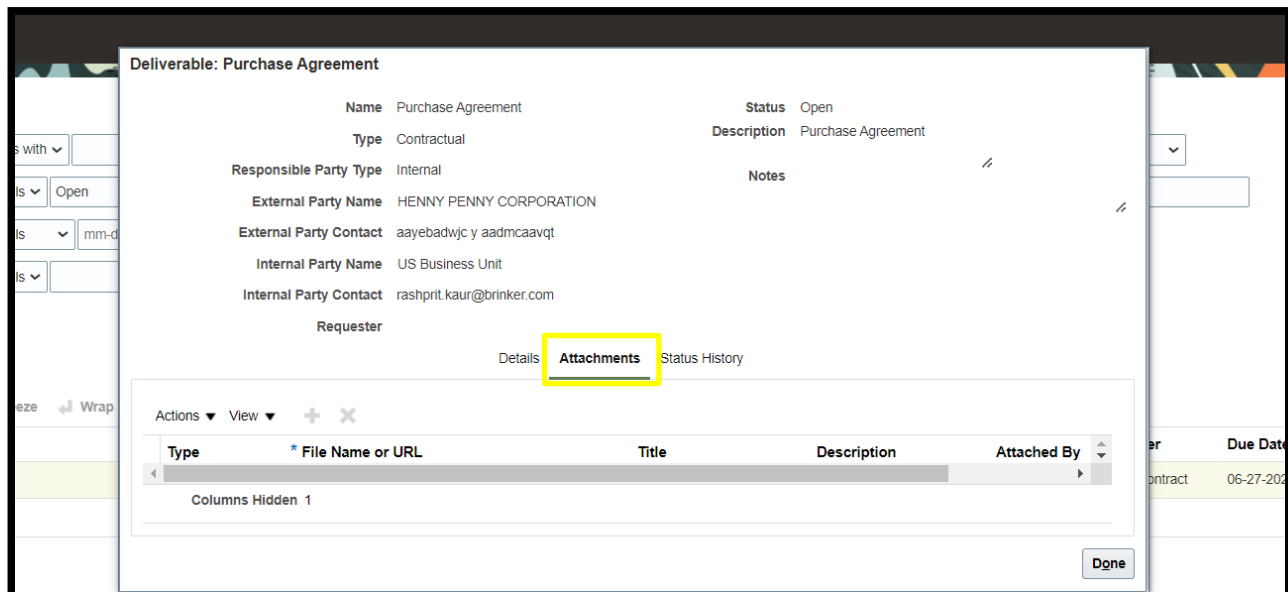 Deliverable: Purchase Agreement
Name Purchase Agreement
Status Open
Type Contractual
Description Purchase Agreement
Responsible Party Type Internal
Notes
External Party Name HENNY PENNY CORPORATION
External Party Contact aayebadwjc y aadmcaavqt
Internal Party Name US Business Unit
Internal Party Contact rashprit.kaur@brinker.com
Requester
s with
ls Open
ls mm-d
ls
Details Attachments Status History
eze Wrap
Actions View
Type * File Name or URL Title Description Attached By
er Due Date
ontract 06-27-202
Columns Hidden 1
Done